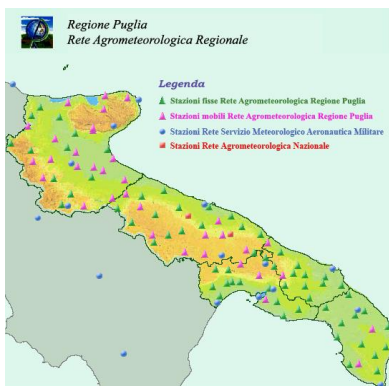 Regione Puglia
Rete Agrometeorologica Regionale
Legenda
Stazioni fisse Rete Agrometeorologica Regione Puglia
Stazioni mobili Rete Agrometeorologica Regione Puglia
Stazioni Rete Servizio Meteorologico Aeronautica Militare
Stazioni Rete Agrometeorologica Nazionale